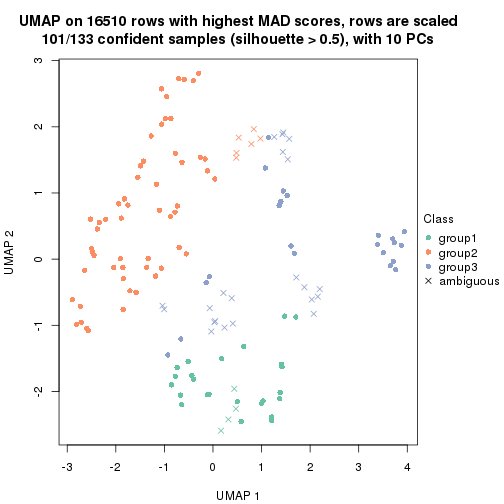 UMAP on 16510 rows with highest MAD scores, rows are scaled
101/133 confident samples (silhouette > 0.5), with 10 PCs
3
2
1
0
-1
-2
UMAP 2
-3 -2 -1 0 1 2 3 4
UMAP 1
Class
group1
group2
group3
ambiguous